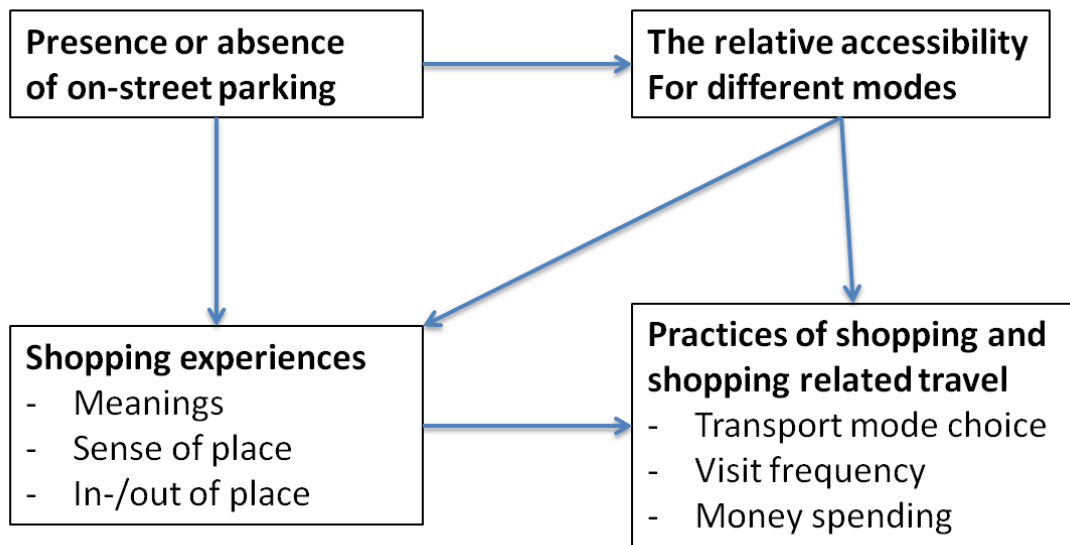 Presence or absence
of on-street parking
The relative accessibility
For different modes
Shopping experiences
- Meanings
- Sense of place
- In-/out of place
Practices of shopping and
shopping related travel
- Transport mode choice
- Visit frequency
- Money spending